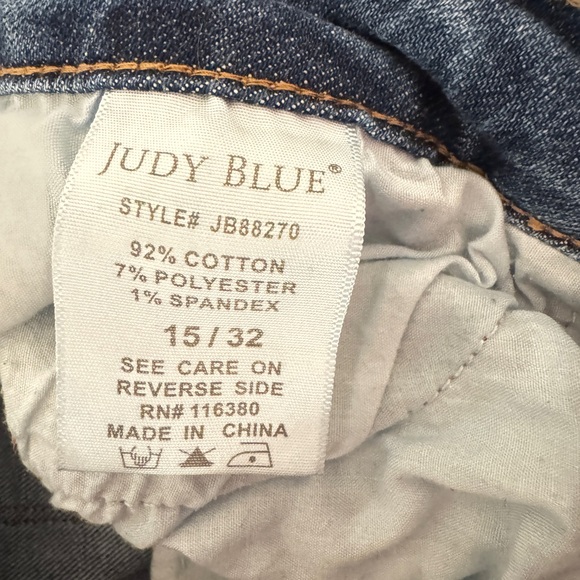 JUDY BLUE®
STYLE# JB88270
92% COTTON
7% POLYESTER
1% SPANDEX
15 / 32
SEE CARE ON
REVERSE SIDE
RN# 116380
MADE IN CHINA